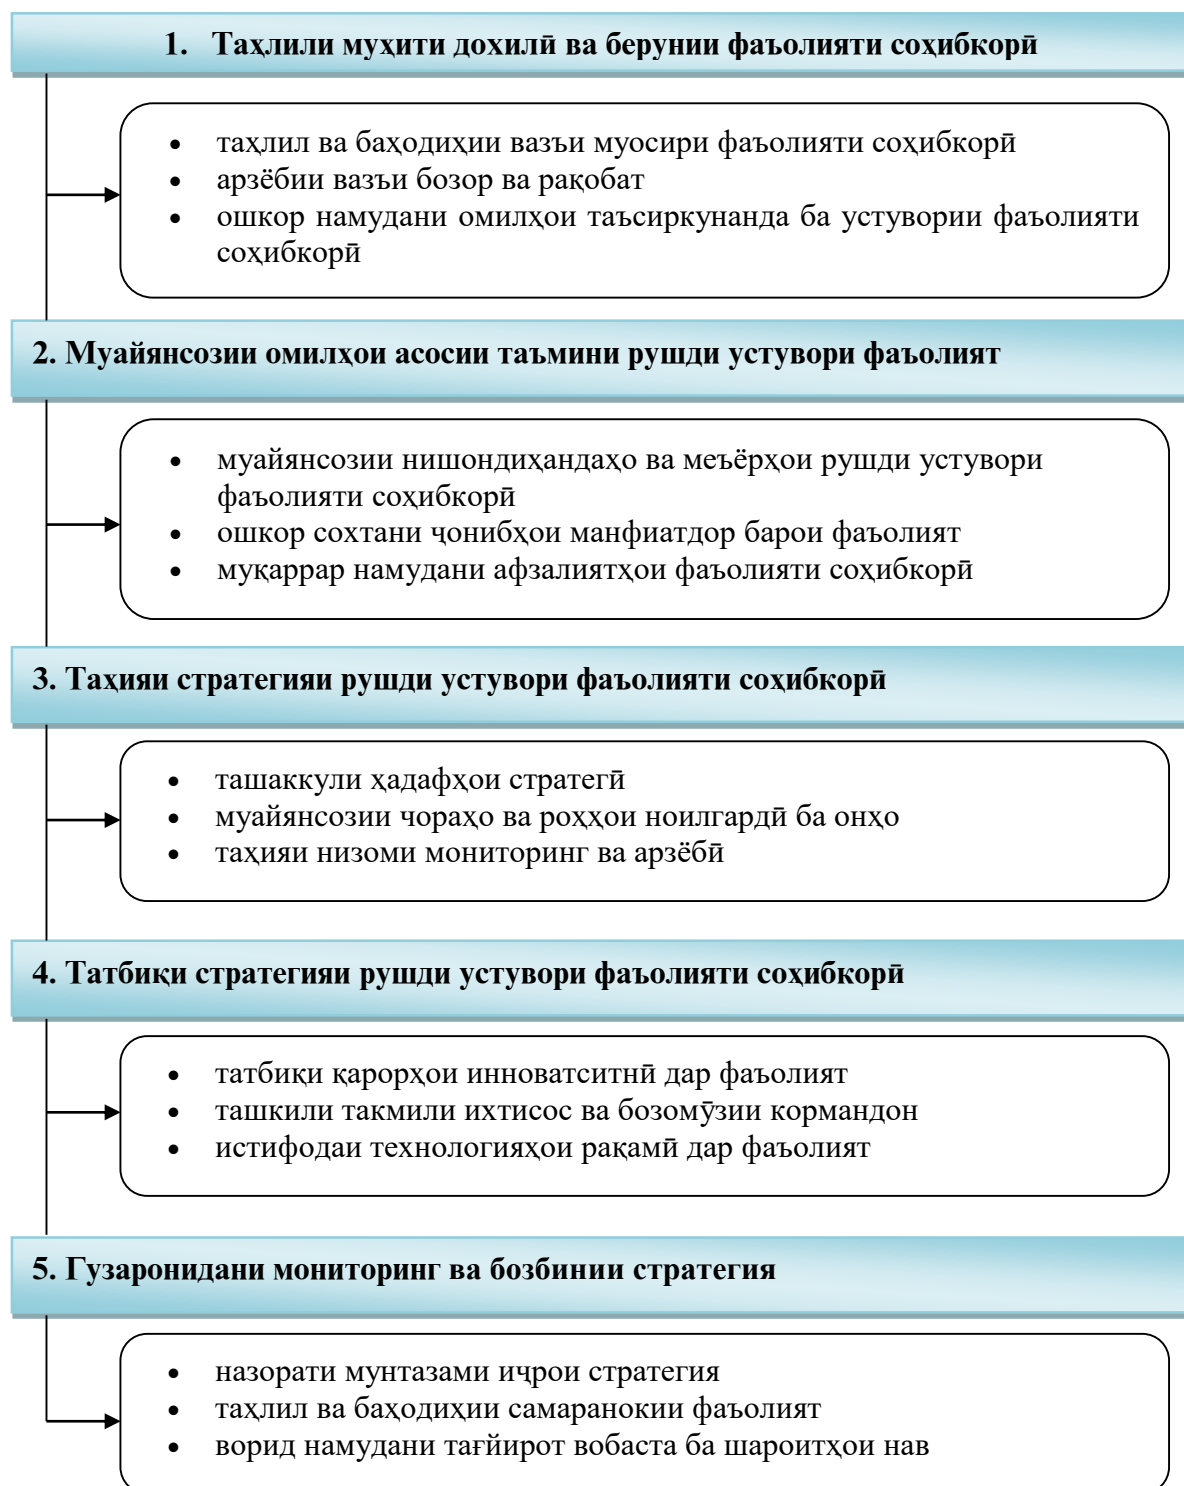 1. Таҳлили муҳити дохилӣ ва берунии фаъолияти соҳибкорӣ
• таҳлил ва баҳодиҳии вазъи муосири фаъолияти соҳибкорӣ
• арзёбии вазъи бозор ва рақобат
• ошкор намудани омилҳои таъсиркунанда ба устувории фаъолияти
соҳибкорӣ
2. Муайянсозии омилҳои асосии таъмини рушди устувори фаъолият
• муайянсозии нишондиҳандаҳо ва меъёрҳои рушди устувори
фаъолияти соҳибкорӣ
• ошкор сохтани ҷонибҳои манфиатдор барои фаъолият
• муқаррар намудани афзалиятҳои фаъолияти соҳибкорӣ
3. Таҳияи стратегияи рушди устувори фаъолияти соҳибкорӣ
• ташаккули ҳадафҳои стратегӣ
• муайянсозии чораҳо ва роҳҳои ноилгардӣ ба онҳо
• таҳияи низоми мониторинг ва арзёбӣ
4. Татбиқи стратегияи рушди устувори фаъолияти соҳибкорӣ
• татбиқи қарорҳои инноватситнӣ дар фаъолият
• ташкили такмили ихтисос ва бозомӯзии кормандон
• истифодаи технологияҳои рақамӣ дар фаъолият
5. Гузаронидани мониторинг ва бозбинии стратегия
• назорати мунтазами иҷрои стратегия
• таҳлил ва баҳодиҳии самаранокии фаъолият
• ворид намудани тағйирот вобаста ба шароитҳои нав